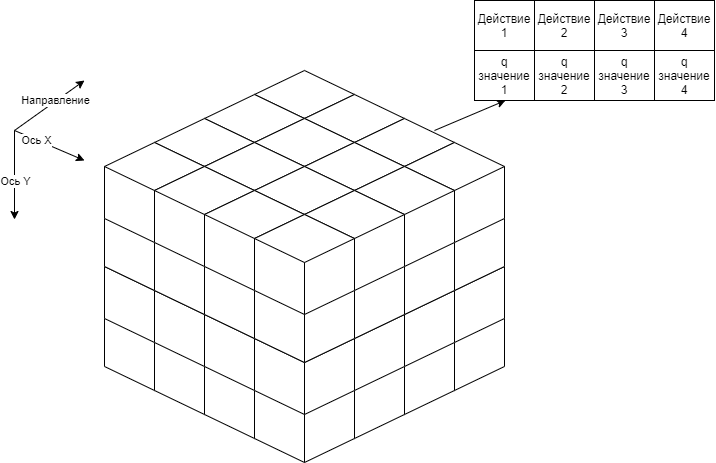 Действие Действие Действие Действие
1 2 3 4
q q q q
значение значение значение значение
1 2 3 4
Направление
Ось X
Ось Y